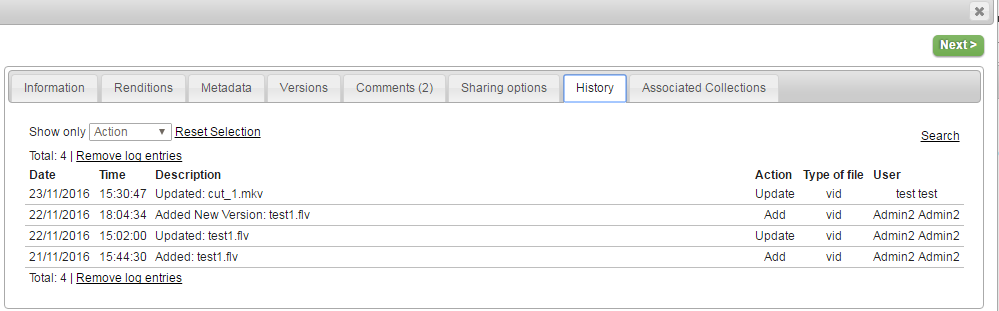 Next >
Information Renditions Metadata Versions Comments (2) Sharing options History Associated Collections
Show only Action Reset Selection
Search
Total: 4 | Remove log entries
Date Time Description Action Type of file User
23/11/2016 15:30:47 Updated: cut_1.mkv Update vid test test
22/11/2016 18:04:34 Added New Version: test1.flv Add vid Admin2 Admin2
22/11/2016 15:02:00 Updated: test1.flv Update vid Admin2 Admin2
21/11/2016 15:44:30 Added: test1.flv Add vid Admin2 Admin2
Total: 4 | Remove log entries